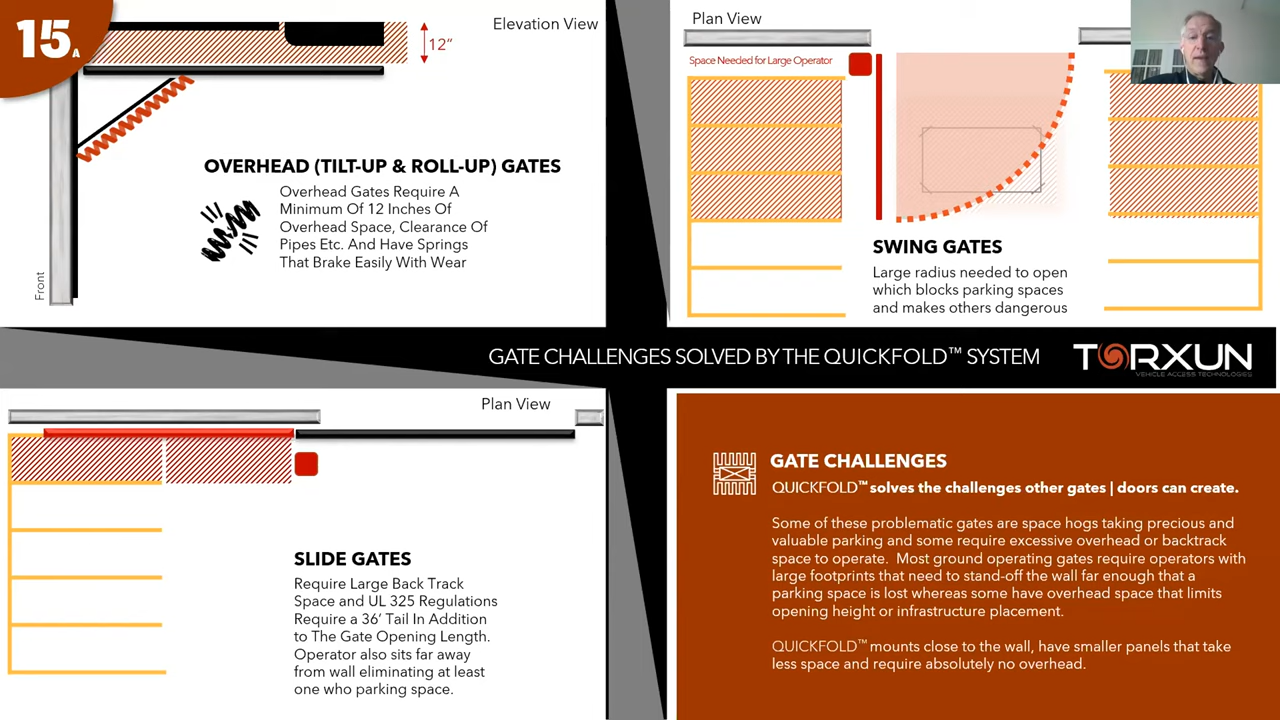 15A
Elevation View
12"
OVERHEAD (TILT-UP & ROLL-UP) GATES
Overhead Gates Require A
Minimum Of 12 Inches Of
Overhead Space, Clearance Of
Pipes Etc. And Have Springs
That Brake Easily With Wear
Front
Plan View
Space Needed for Large Operator
SWING GATES
Large radius needed to open
which blocks parking spaces
and makes others dangerous
GATE CHALLENGES SOLVED BY THE QUICKFOLD™ SYSTEM
TORXUN
VEHICLE ACCESS TECHNOLOGIES
Plan View
SLIDE GATES
Require Large Back Track
Space and UL 325 Regulations
Require a 36' Tail In Addition
to The Gate Opening Length.
Operator also sits far away
from wall eliminating at least
one who parking space.
GATE CHALLENGES
QUICKFOLD™ solves the challenges other gates | doors can create.
Some of these problematic gates are space hogs taking precious and
valuable parking and some require excessive overhead or backtrack
space to operate. Most ground operating gates require operators with
large footprints that need to stand-off the wall far enough that a
parking space is lost whereas some have overhead space that limits
opening height or infrastructure placement.
QUICKFOLD™ mounts close to the wall, have smaller panels that take
less space and require absolutely no overhead.